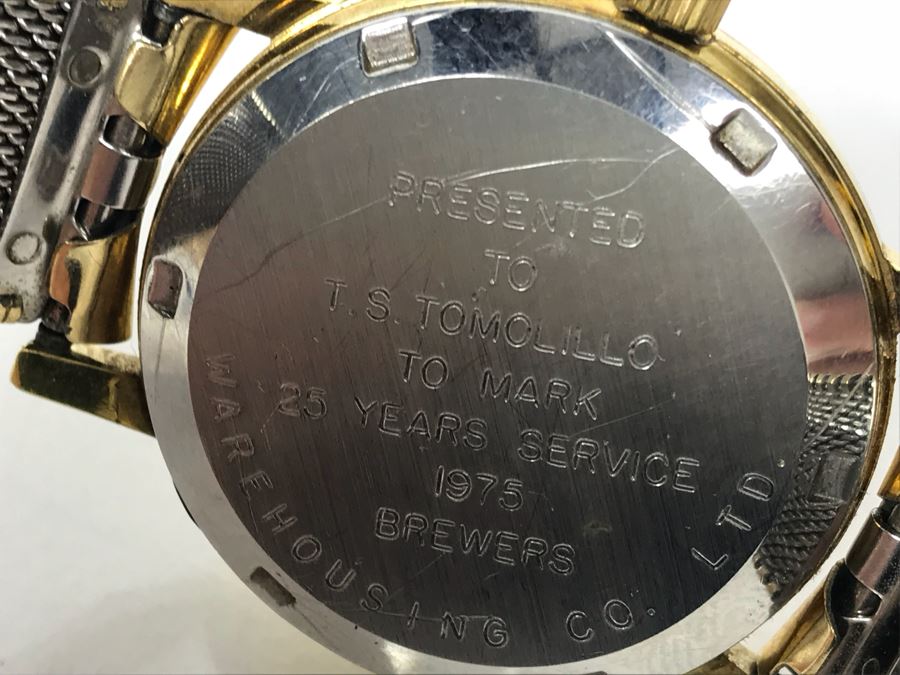 PRESENTED
TO
T. S. TOMOLILLO
TO MARK
25 YEARS SERVICE
1975
BREWERS
WAREHOUSING CO. LTD.